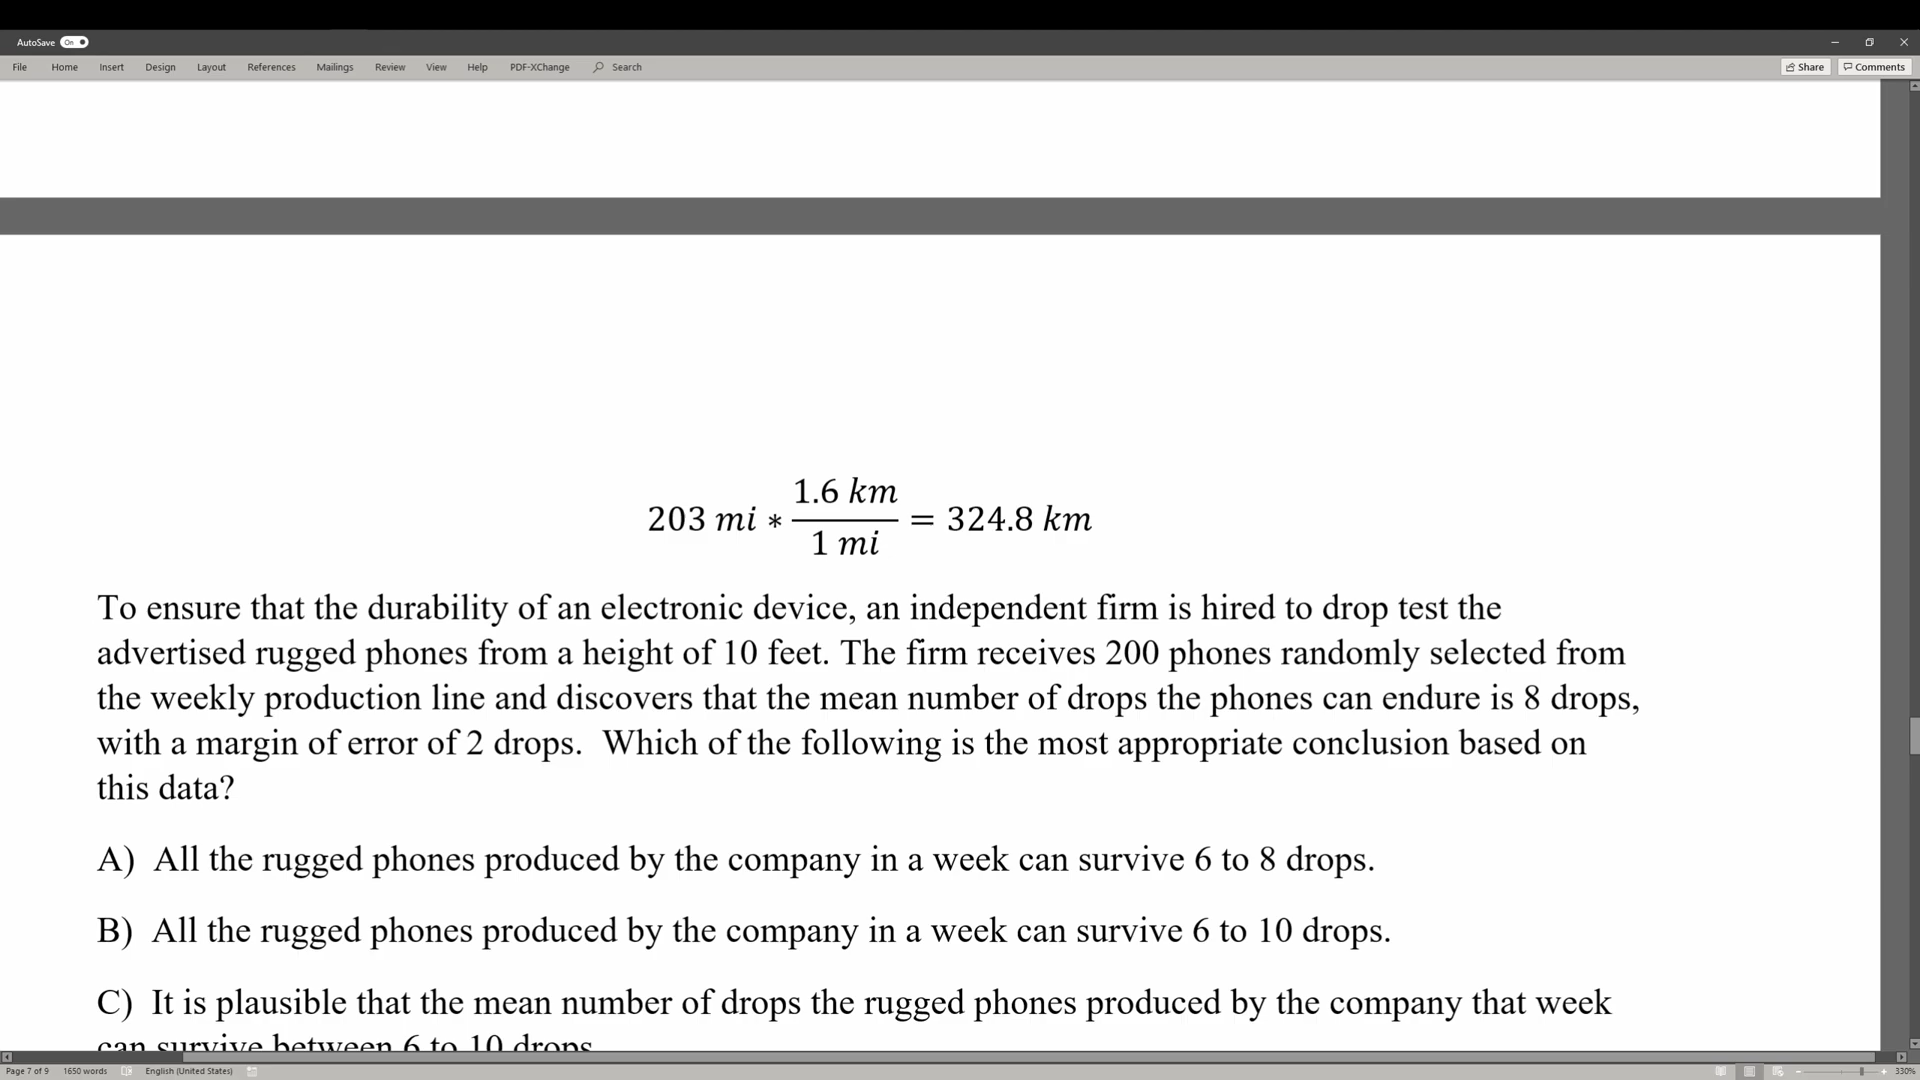 AutoSave On
File Home Insert Design Layout References Mailings Review View Help PDF-XChange Search Share Comments
203 mi * 1.6 km / 1 mi = 324.8 km
To ensure that the durability of an electronic device, an independent firm is hired to drop test the
advertised rugged phones from a height of 10 feet. The firm receives 200 phones randomly selected from
the weekly production line and discovers that the mean number of drops the phones can endure is 8 drops,
with a margin of error of 2 drops.  Which of the following is the most appropriate conclusion based on
this data?
A)  All the rugged phones produced by the company in a week can survive 6 to 8 drops.
B)  All the rugged phones produced by the company in a week can survive 6 to 10 drops.
C)  It is plausible that the mean number of drops the rugged phones produced by the company that week
can survive between 6 to 10 drops.
Page 7 of 9 1650 words English (United States) 330%